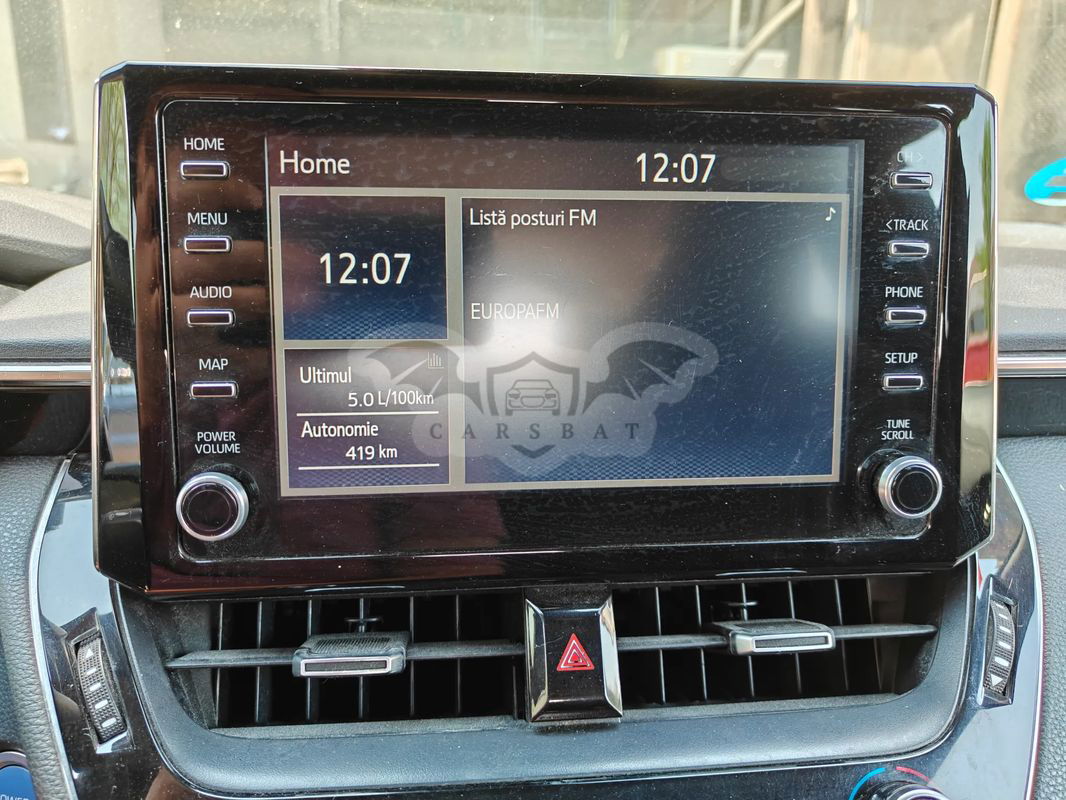 HOME
MENU
AUDIO
MAP
POWER
VOLUME
Home
12:07
12:07
Listă posturi FM
EUROPAFM
Ultimul
5.0 L/100km
Autonomie
419 km
CARSBAT
CH >
<TRACK
PHONE
SETUP
TUNE
SCROLL